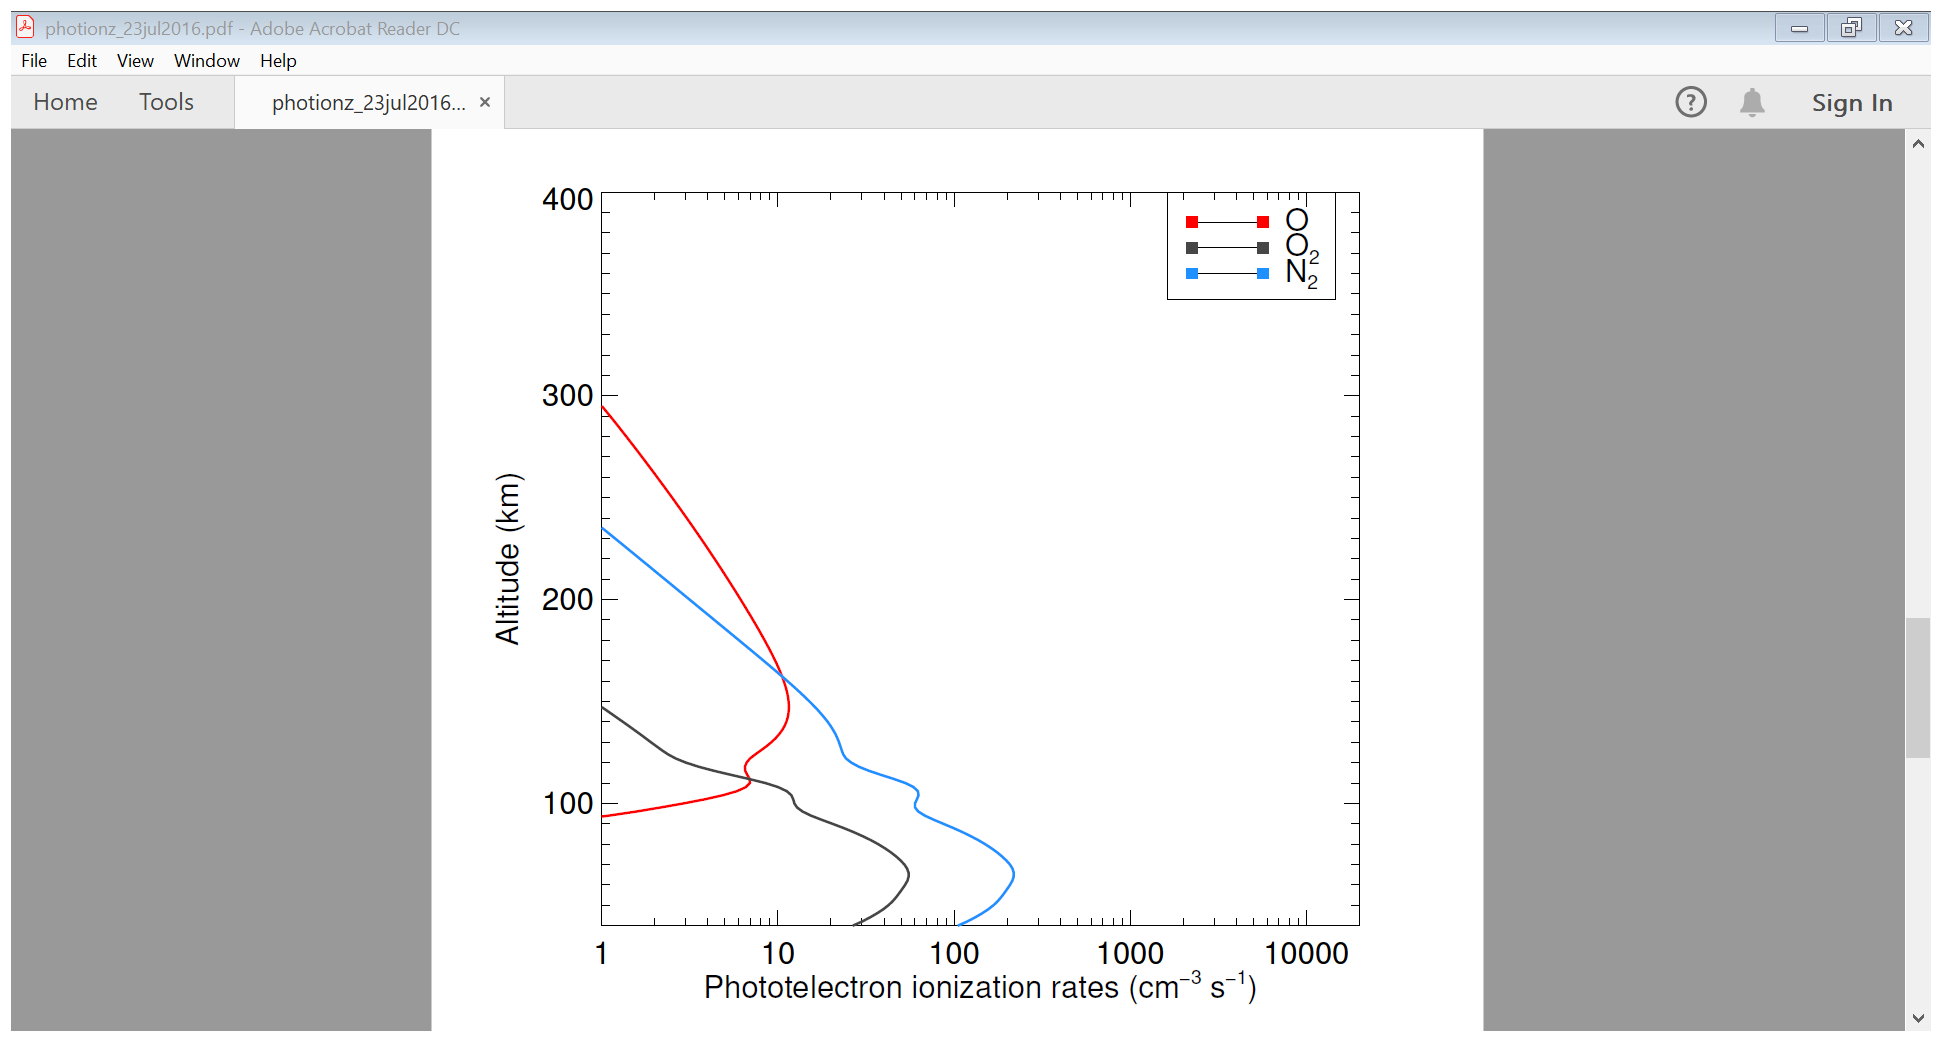 photionz_23jul2016.pdf - Adobe Acrobat Reader DC
File Edit View Window Help
Home Tools photionz_23jul2016... × ? Sign In
400
O
O₂
N₂
300
200
100
Altitude (km)
1 10 100 1000 10000
Phototelectron ionization rates (cm⁻³ s⁻¹)